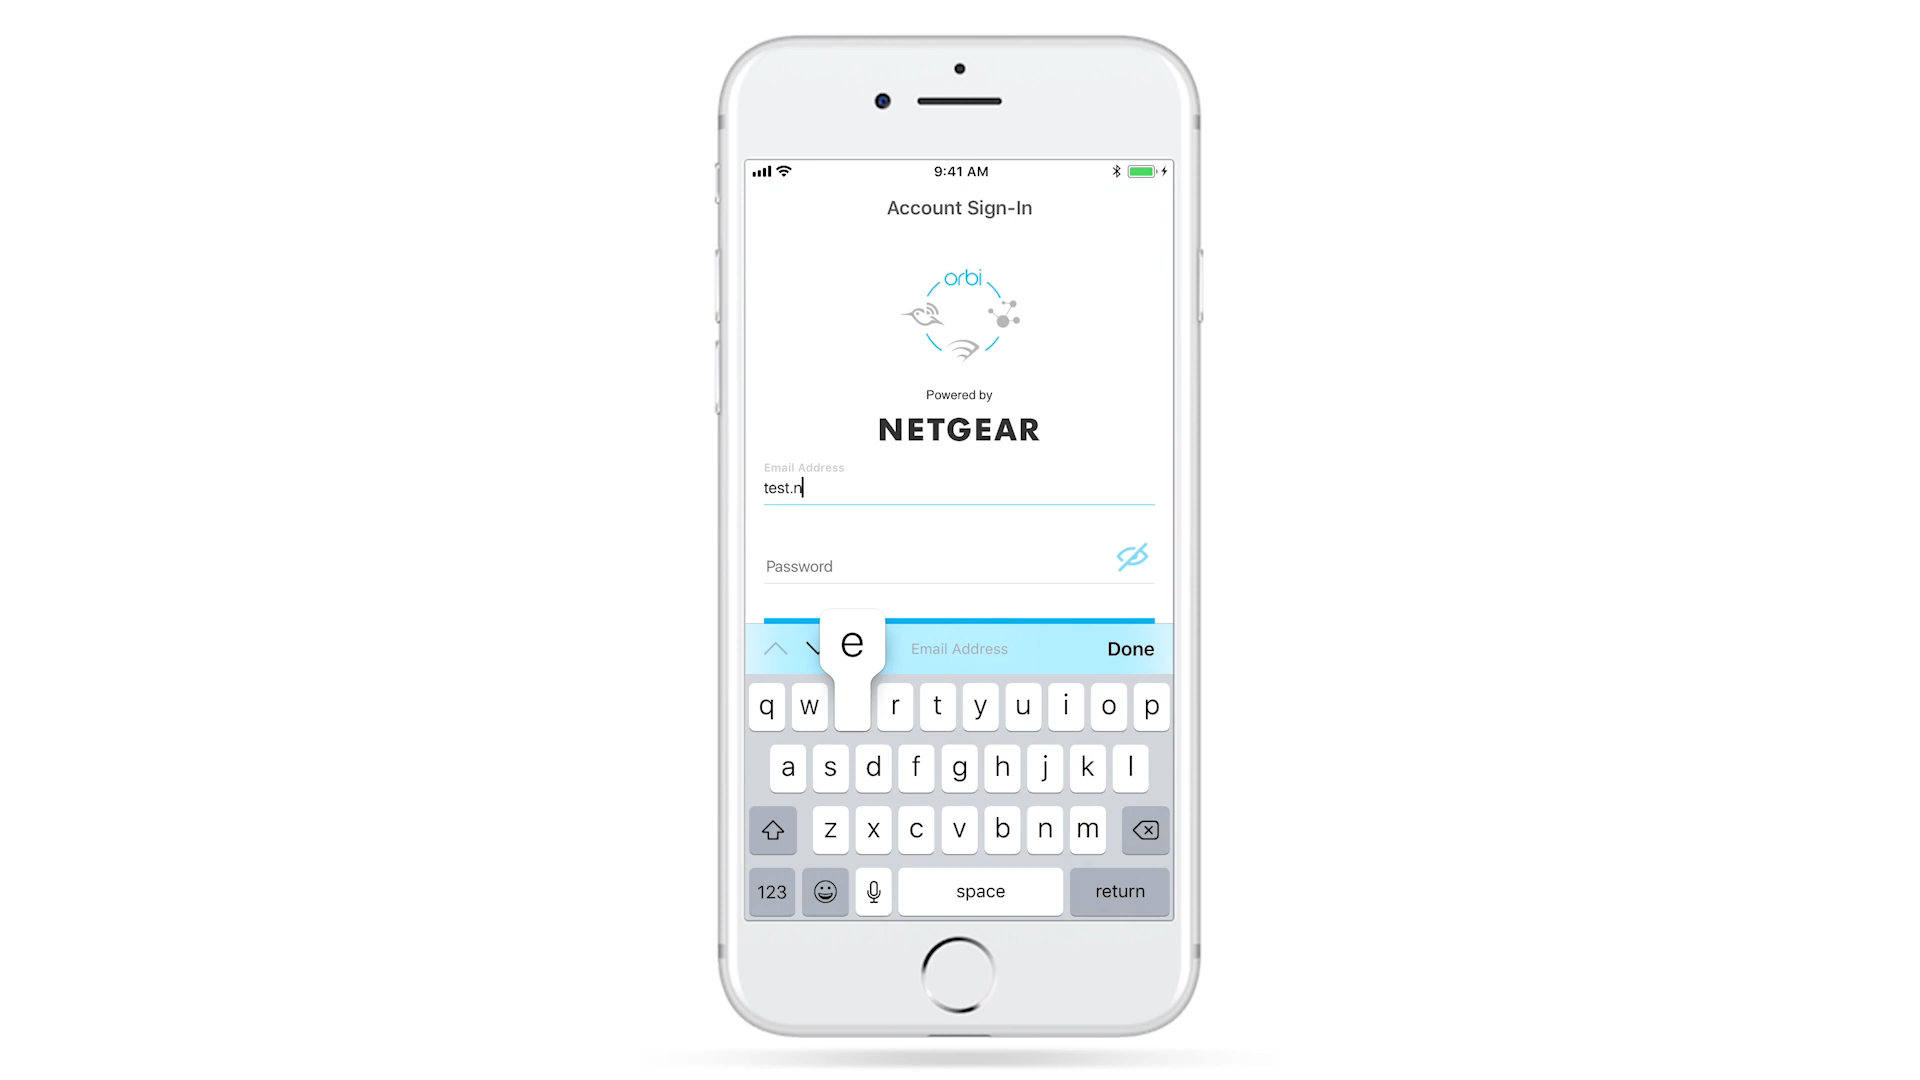 9:41 AM
Account Sign-In
orbi
Powered by
NETGEAR
Email Address
test.n
Password
e
Email Address
Done
q w r t y u i o p
a s d f g h j k l
z x c v b n m
123 space return